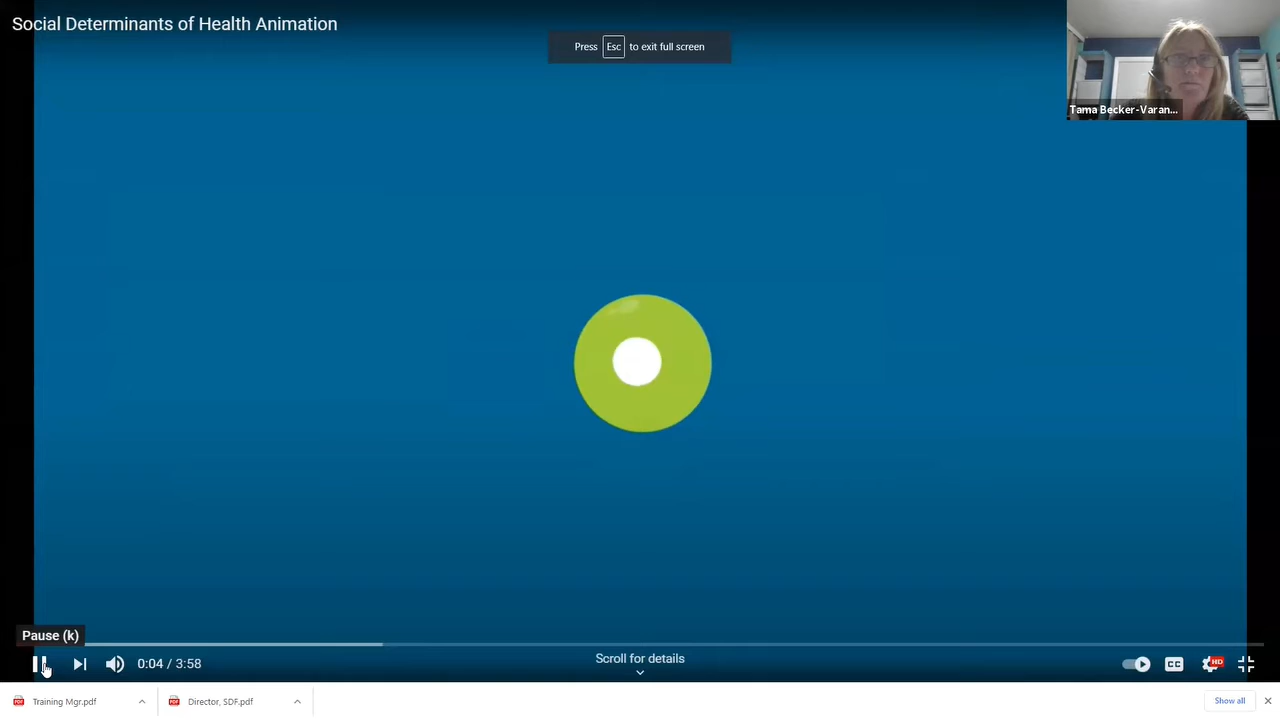 Social Determinants of Health Animation
Press Esc to exit full screen
Tama Becker-Varan...
Pause (k)
0:04 / 3:58
Scroll for details
CC
HD
Training Mgr.pdf
Director, SDF.pdf
Show all